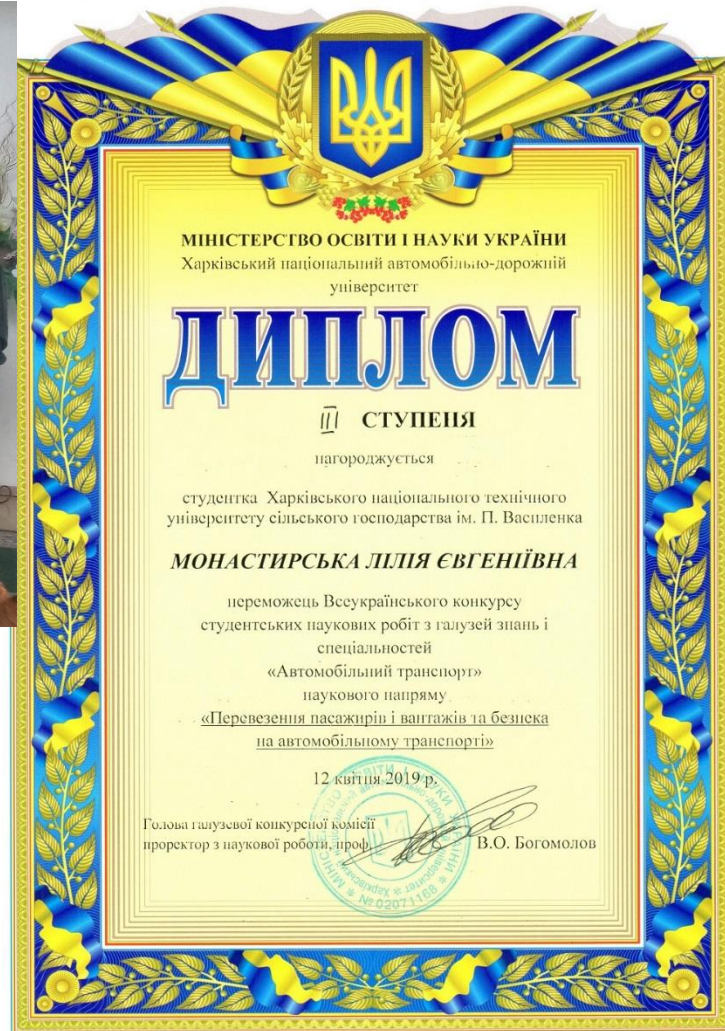 МІНІСТЕРСТВО ОСВІТИ І НАУКИ УКРАЇНИ
Харківський національний автомобільно-дорожній
університет
ДИПЛОМ
III СТУПЕНЯ
нагороджується
студентка Харківського національного технічного
університету сільського господарства ім. П. Василенка
МОНАСТИРСЬКА ЛІЛІЯ ЄВГЕНІЇВНА
переможець Всеукраїнського конкурсу
студентських наукових робіт з галузей знань і
спеціальностей
«Автомобільний транспорт»
наукового напряму
«Перевезення пасажирів і вантажів та безпека
на автомобільному транспорті»
12 квітня 2019 р.
Голова галузевої конкурсної комісії
проректор з наукової роботи, проф.
В.О. Богомолов
№ 02071168